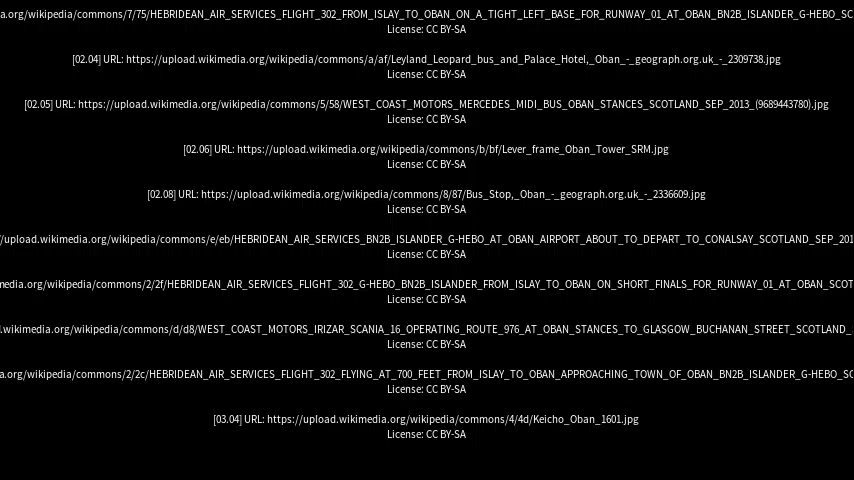 a.org/wikipedia/commons/7/75/HEBRIDEAN_AIR_SERVICES_FLIGHT_302_FROM_ISLAY_TO_OBAN_ON_A_TIGHT_LEFT_BASE_FOR_RUNWAY_01_AT_OBAN_BN2B_ISLANDER_G-HEBO_SC
License: CC BY-SA
[02.04] URL: https://upload.wikimedia.org/wikipedia/commons/a/af/Leyland_Leopard_bus_and_Palace_Hotel,_Oban_-_geograph.org.uk_-_2309738.jpg
License: CC BY-SA
[02.05] URL: https://upload.wikimedia.org/wikipedia/commons/5/58/WEST_COAST_MOTORS_MERCEDES_MIDI_BUS_OBAN_STANCES_SCOTLAND_SEP_2013_(9689443780).jpg
License: CC BY-SA
[02.06] URL: https://upload.wikimedia.org/wikipedia/commons/b/bf/Lever_frame_Oban_Tower_SRM.jpg
License: CC BY-SA
[02.08] URL: https://upload.wikimedia.org/wikipedia/commons/8/87/Bus_Stop,_Oban_-_geograph.org.uk_-_2336609.jpg
License: CC BY-SA
/upload.wikimedia.org/wikipedia/commons/e/eb/HEBRIDEAN_AIR_SERVICES_BN2B_ISLANDER_G-HEBO_AT_OBAN_AIRPORT_ABOUT_TO_DEPART_TO_CONALSAY_SCOTLAND_SEP_201
License: CC BY-SA
media.org/wikipedia/commons/2/2f/HEBRIDEAN_AIR_SERVICES_FLIGHT_302_G-HEBO_BN2B_ISLANDER_FROM_ISLAY_TO_OBAN_ON_SHORT_FINALS_FOR_RUNWAY_01_AT_OBAN_SCOT
License: CC BY-SA
.wikimedia.org/wikipedia/commons/d/d8/WEST_COAST_MOTORS_IRIZAR_SCANIA_16_OPERATING_ROUTE_976_AT_OBAN_STANCES_TO_GLASGOW_BUCHANAN_STREET_SCOTLAND_
License: CC BY-SA
a.org/wikipedia/commons/2/2c/HEBRIDEAN_AIR_SERVICES_FLIGHT_302_FLYING_AT_700_FEET_FROM_ISLAY_TO_OBAN_APPROACHING_TOWN_OF_OBAN_BN2B_ISLANDER_G-HEBO_SC
License: CC BY-SA
[03.04] URL: https://upload.wikimedia.org/wikipedia/commons/4/4d/Keicho_Oban_1601.jpg
License: CC BY-SA